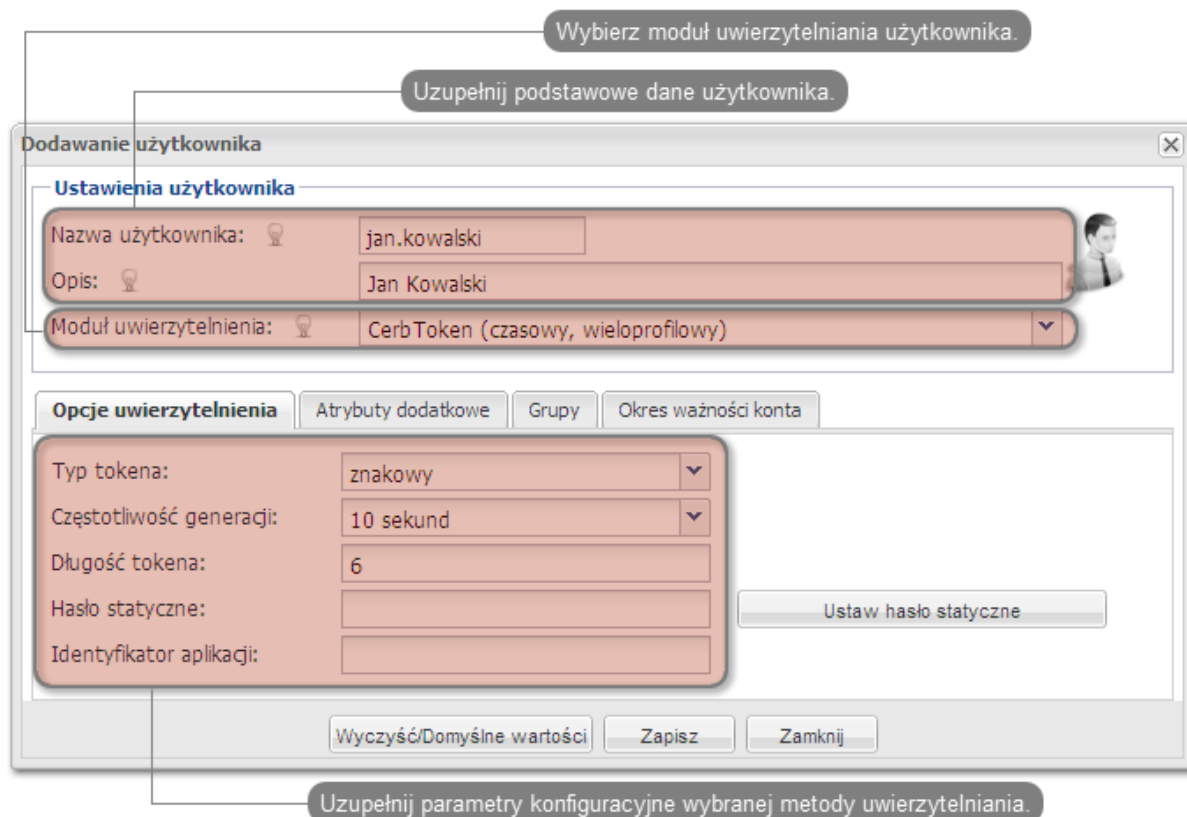 Wybierz moduł uwierzytelniania użytkownika.
Uzupełnij podstawowe dane użytkownika.
Dodawanie użytkownika
Ustawienia użytkownika
Nazwa użytkownika: jan.kowalski
Opis: Jan Kowalski
Moduł uwierzytelnienia: CerbToken (czasowy, wieloprofilowy)
Opcje uwierzytelnienia Atrybuty dodatkowe Grupy Okres ważności konta
Typ tokena: znakowy
Częstotliwość generacji: 10 sekund
Długość tokena: 6
Hasło statyczne: Ustaw hasło statyczne
Identyfikator aplikacji:
Wyczyść/Domyślne wartości Zapisz Zamknij
Uzupełnij parametry konfiguracyjne wybranej metody uwierzytelniania.